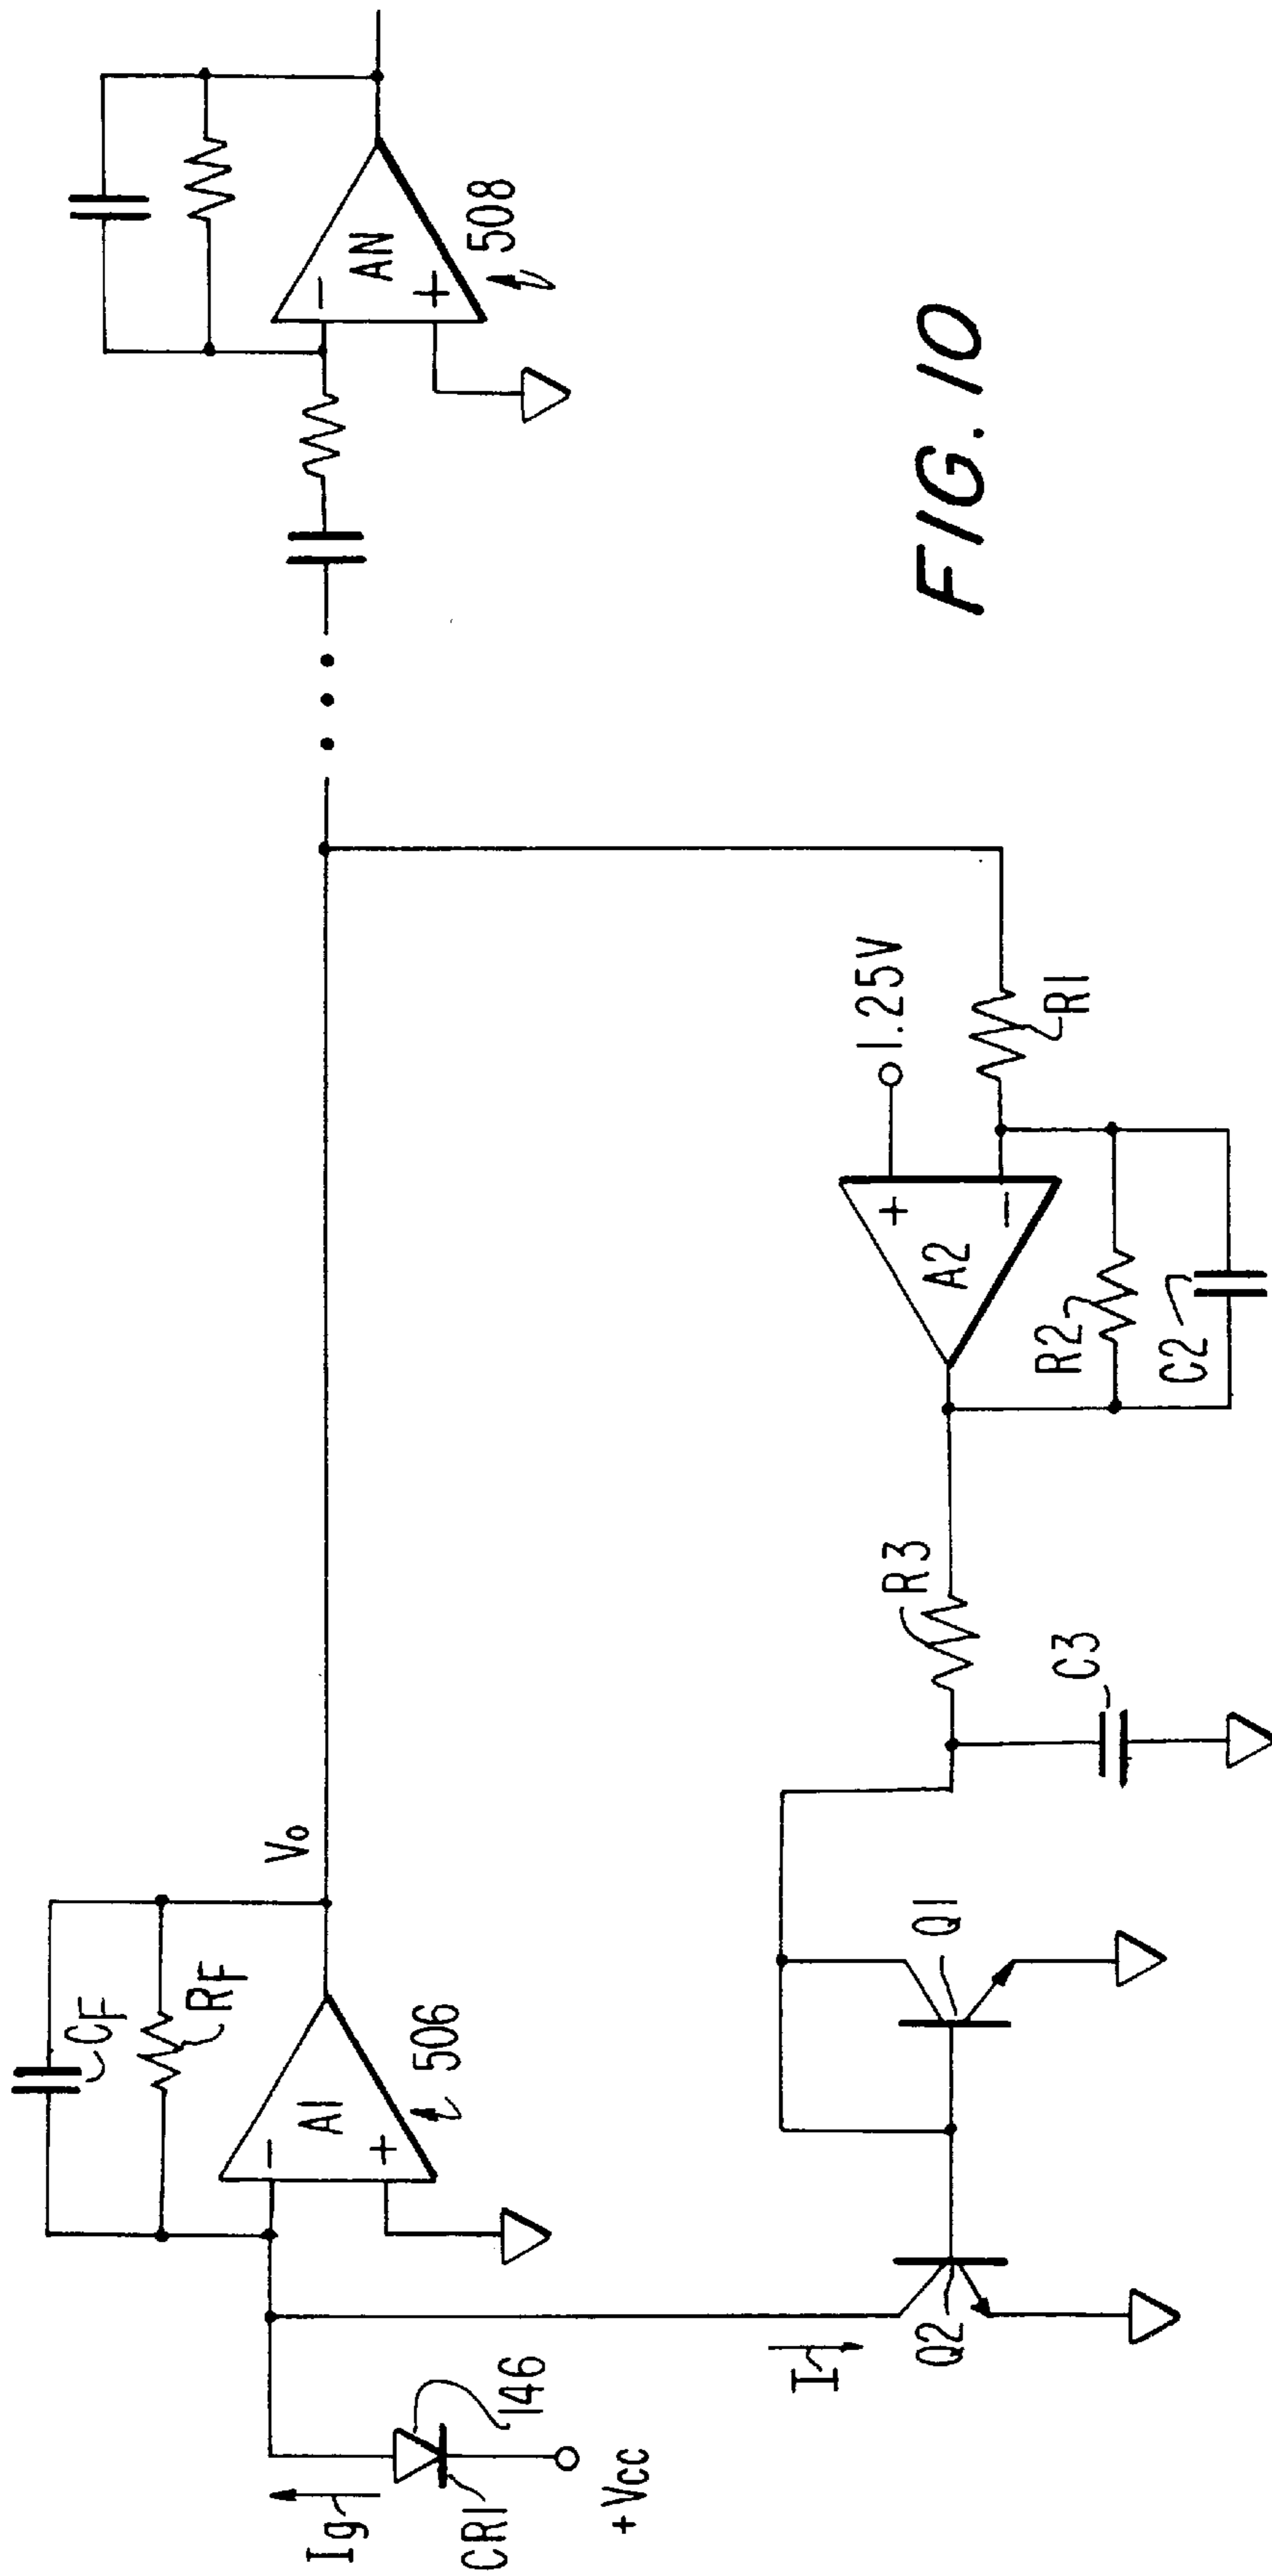 CF
RF
A1
−
+
506
Vo
Ig
146
CR1
+Vcc
I
Q2
Q1
C3
R3
A2
+
−
1.25V
R1
R2
C2
AN
−
+
508
FIG. 10